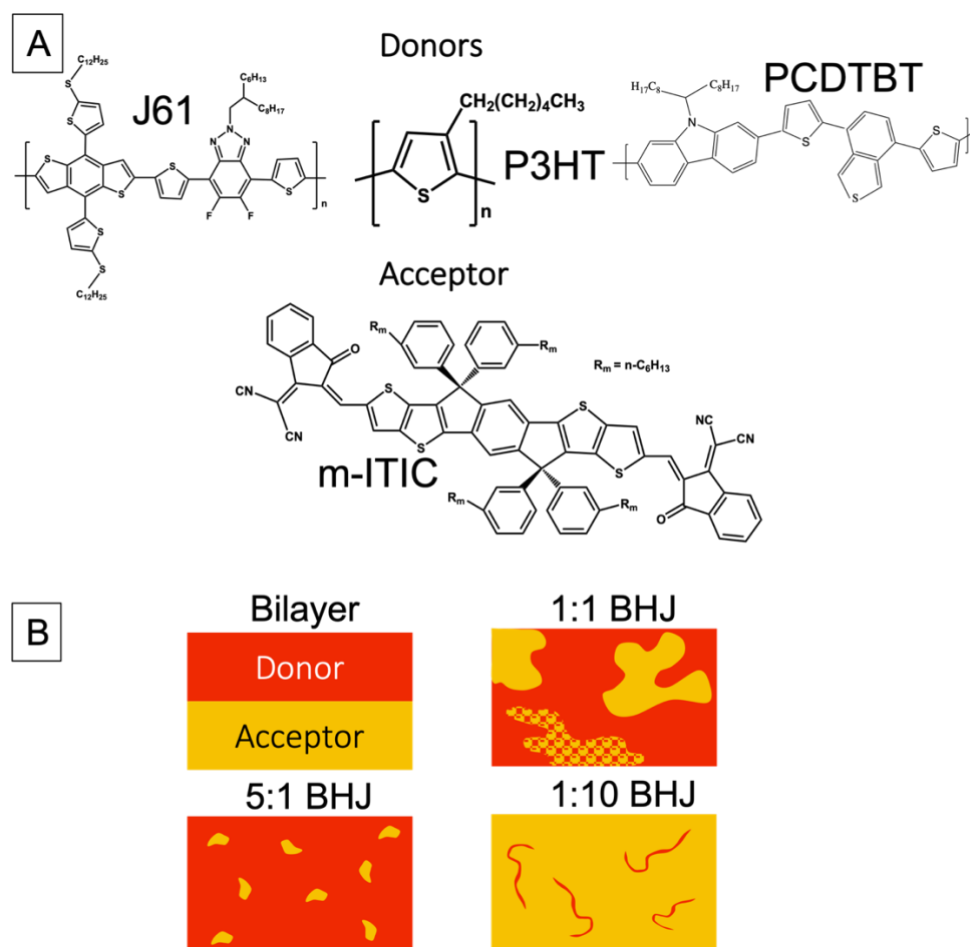 A
Donors
J61
P3HT
PCDTBT
C12H25
S
S
C6H13
C8H17
N
N
N
S
S
S
S
F
F
n
S
S
C12H25
CH2(CH2)4CH3
S
n
H17C8
C8H17
N
S
S
S
n
Acceptor
Rm
Rm
Rm = n-C6H13
O
CN
CN
S
S
S
S
NC
CN
m-ITIC
Rm
Rm
O
B
Bilayer
1:1 BHJ
Donor
Acceptor
5:1 BHJ
1:10 BHJ